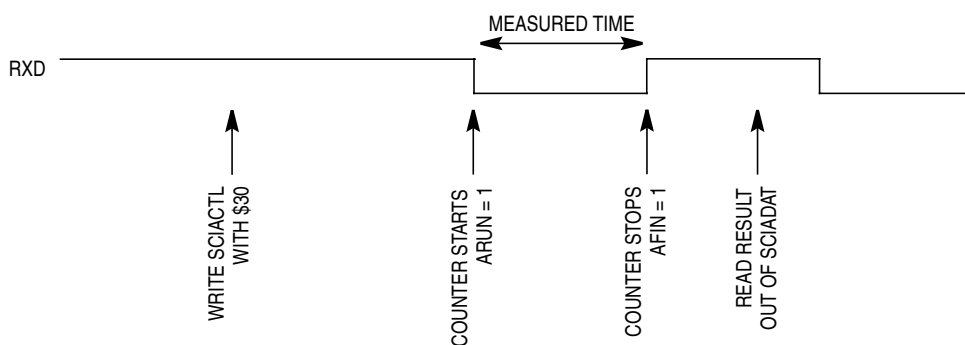 MEASURED TIME
RXD
WRITE SCIACTL
WITH $30
COUNTER STARTS
ARUN = 1
COUNTER STOPS
AFIN = 1
READ RESULT
OUT OF SCIADAT